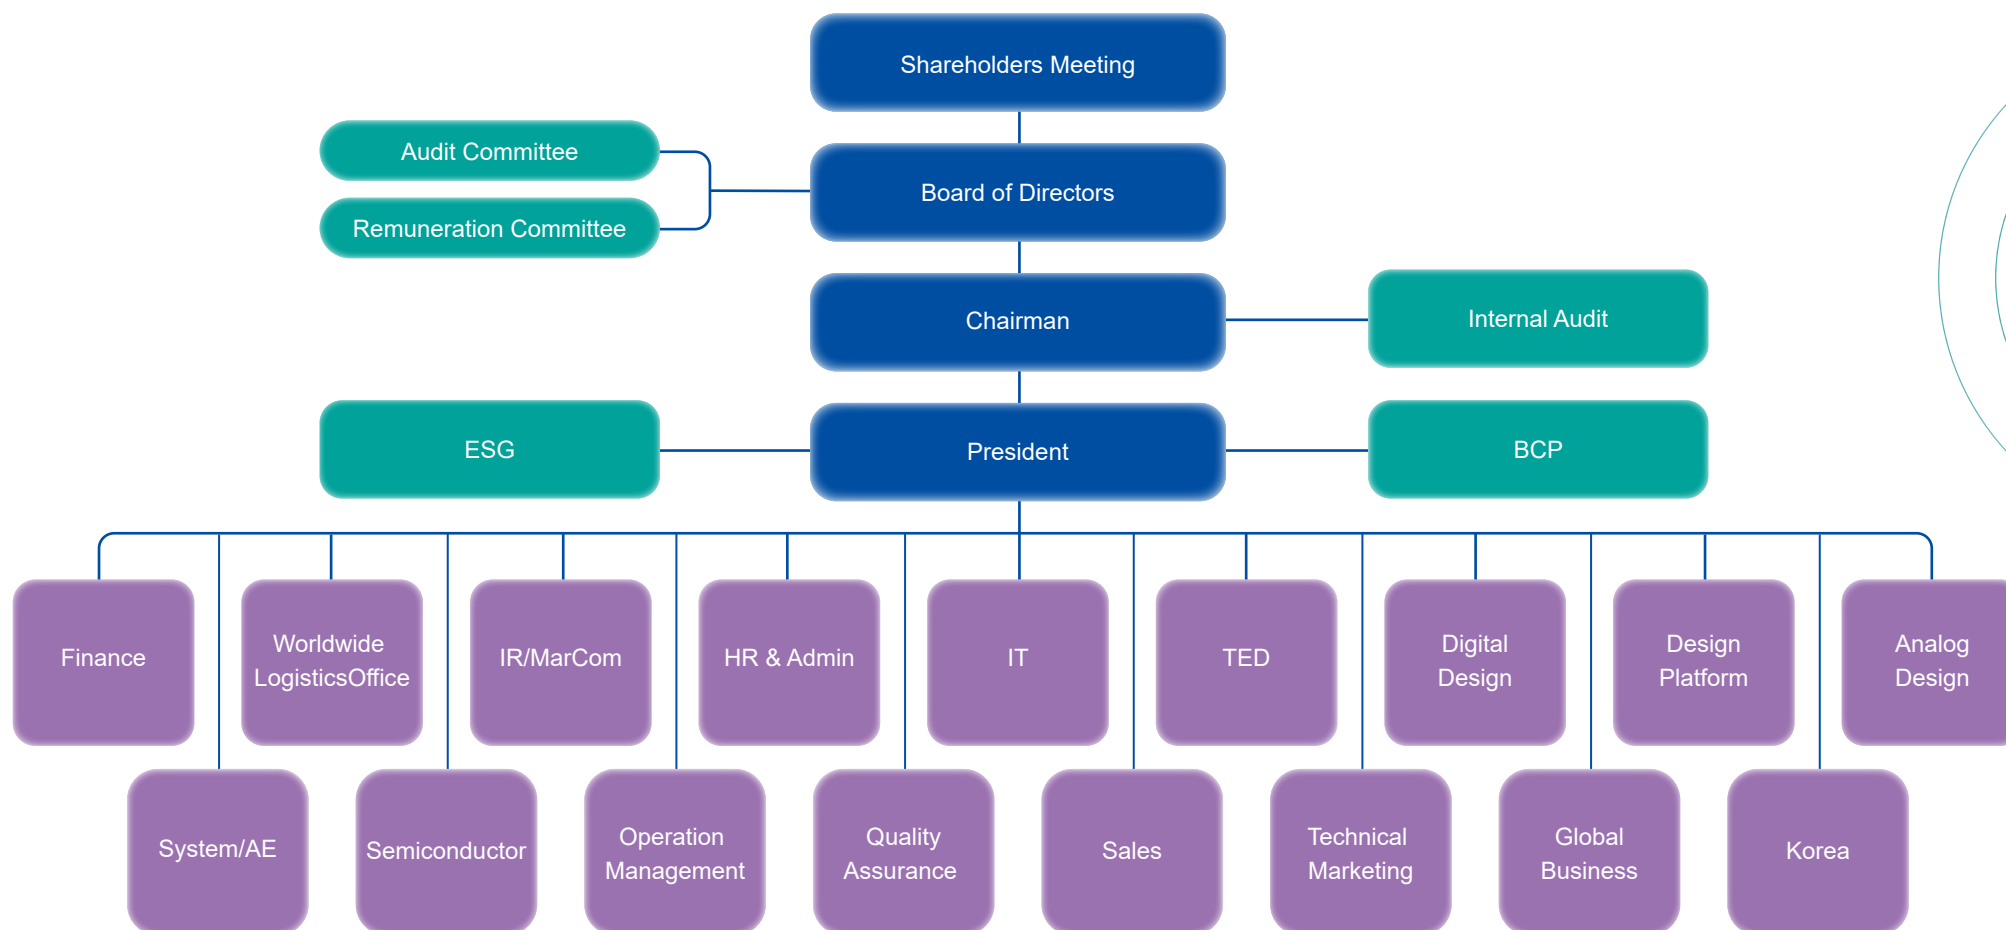 Shareholders Meeting
Audit Committee
Remuneration Committee
Board of Directors
Chairman
Internal Audit
ESG
President
BCP
Finance
Worldwide
LogisticsOffice
IR/MarCom
HR & Admin
IT
TED
Digital
Design
Design
Platform
Analog
Design
System/AE
Semiconductor
Operation
Management
Quality
Assurance
Sales
Technical
Marketing
Global
Business
Korea